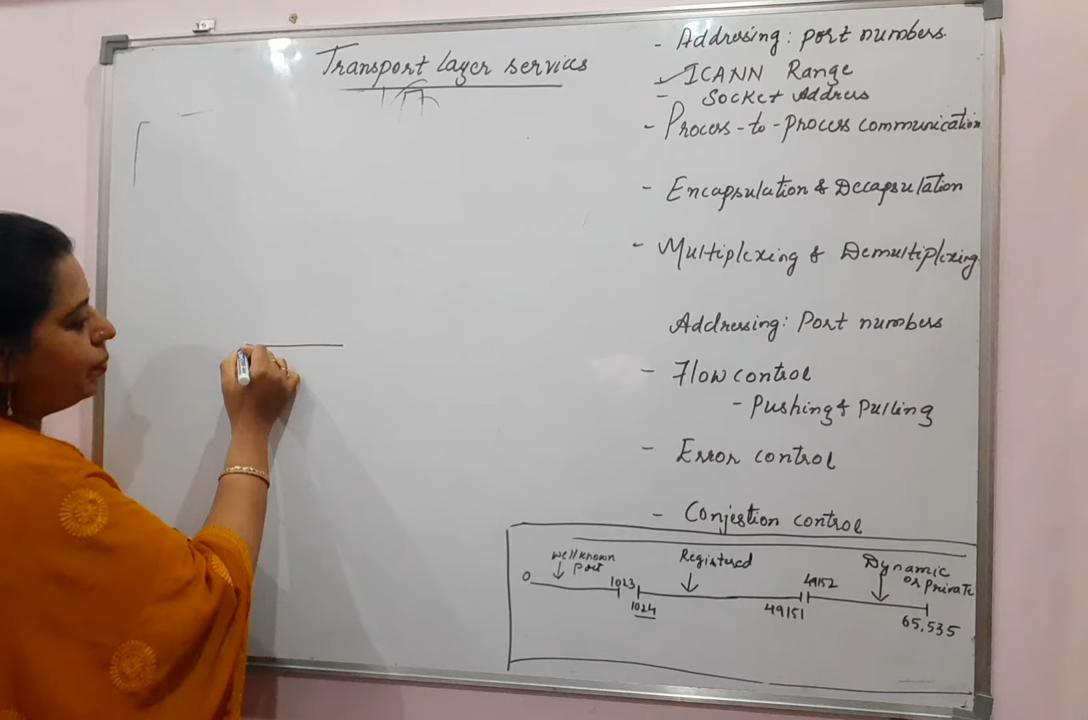 Transport layer services
- Addressing: port numbers.
ICANN Range
- Socket Address
- Process-to-Process communication
- Encapsulation & Decapsulation
- Multiplexing & Demultiplexing
Addressing: Port numbers
- Flow control
- Pushing & Pulling
- Error control
- Conjestion control
0 well known port 1023
1024 Registered 49151
49152 Dynamic or Private 65,535